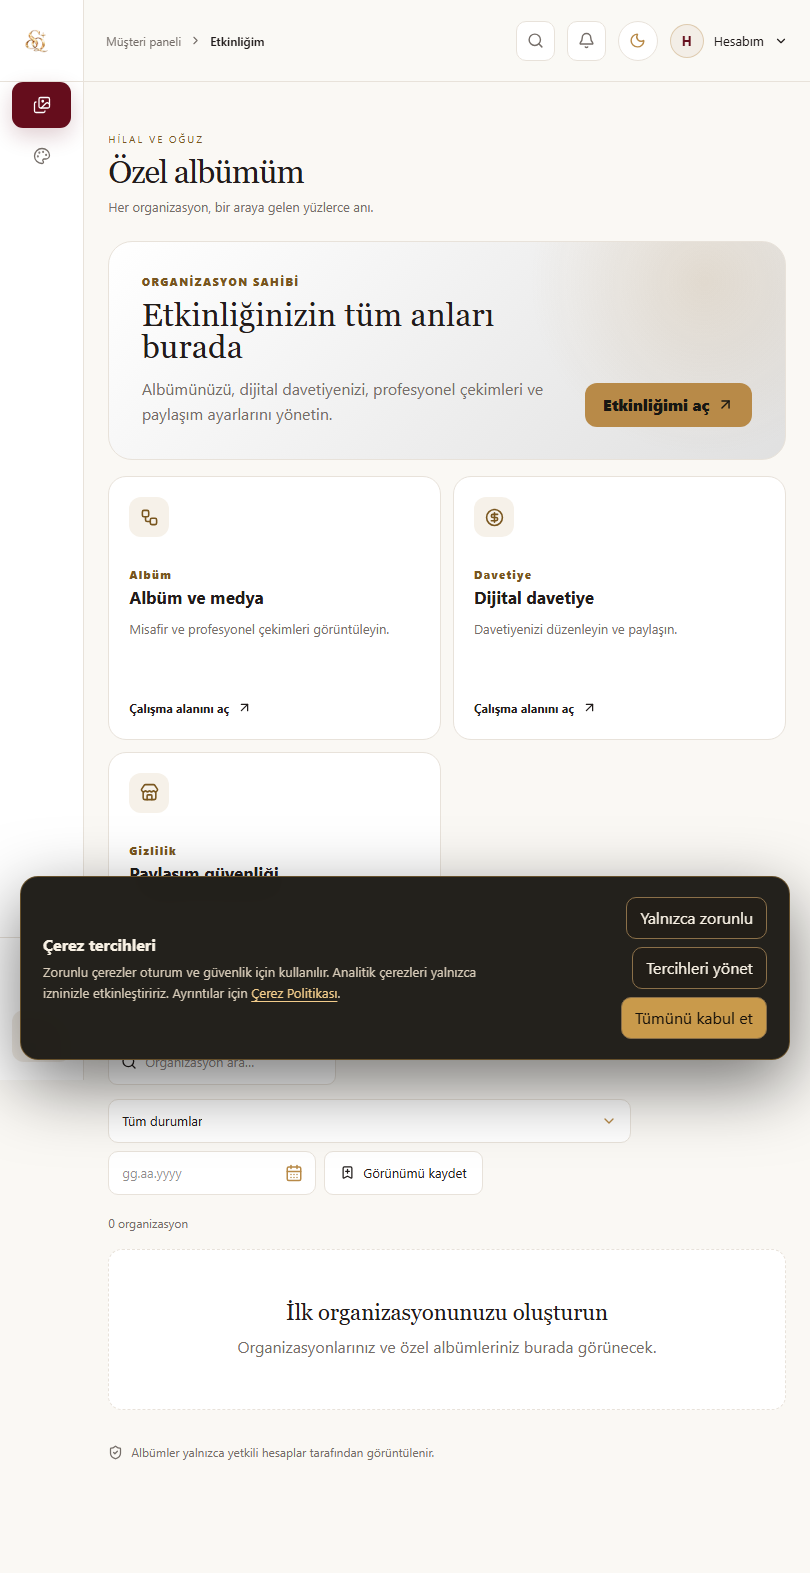 Müşteri paneli > Etkinliğim
H Hesabım
HİLAL VE OĞUZ
Özel albümüm
Her organizasyon, bir araya gelen yüzlerce anı.
ORGANİZASYON SAHİBİ
Etkinliğinizin tüm anları
burada
Albümünüzü, dijital davetiyenizi, profesyonel çekimleri ve
paylaşım ayarlarını yönetin.
Etkinliğimi aç
Albüm
Albüm ve medya
Misafir ve profesyonel çekimleri görüntüleyin.
Çalışma alanını aç
Davetiye
Dijital davetiye
Davetiyenizi düzenleyin ve paylaşın.
Çalışma alanını aç
Gizlilik
Paylaşım güvenliği
Çerez tercihleri
Zorunlu çerezler oturum ve güvenlik için kullanılır. Analitik çerezleri yalnızca
izninizle etkinleştiririz. Ayrıntılar için Çerez Politikası.
Yalnızca zorunlu
Tercihleri yönet
Tümünü kabul et
Organizasyon ara...
Tüm durumlar
gg.aa.yyyy
Görünümü kaydet
0 organizasyon
İlk organizasyonunuzu oluşturun
Organizasyonlarınız ve özel albümleriniz burada görünecek.
Albümler yalnızca yetkili hesaplar tarafından görüntülenir.